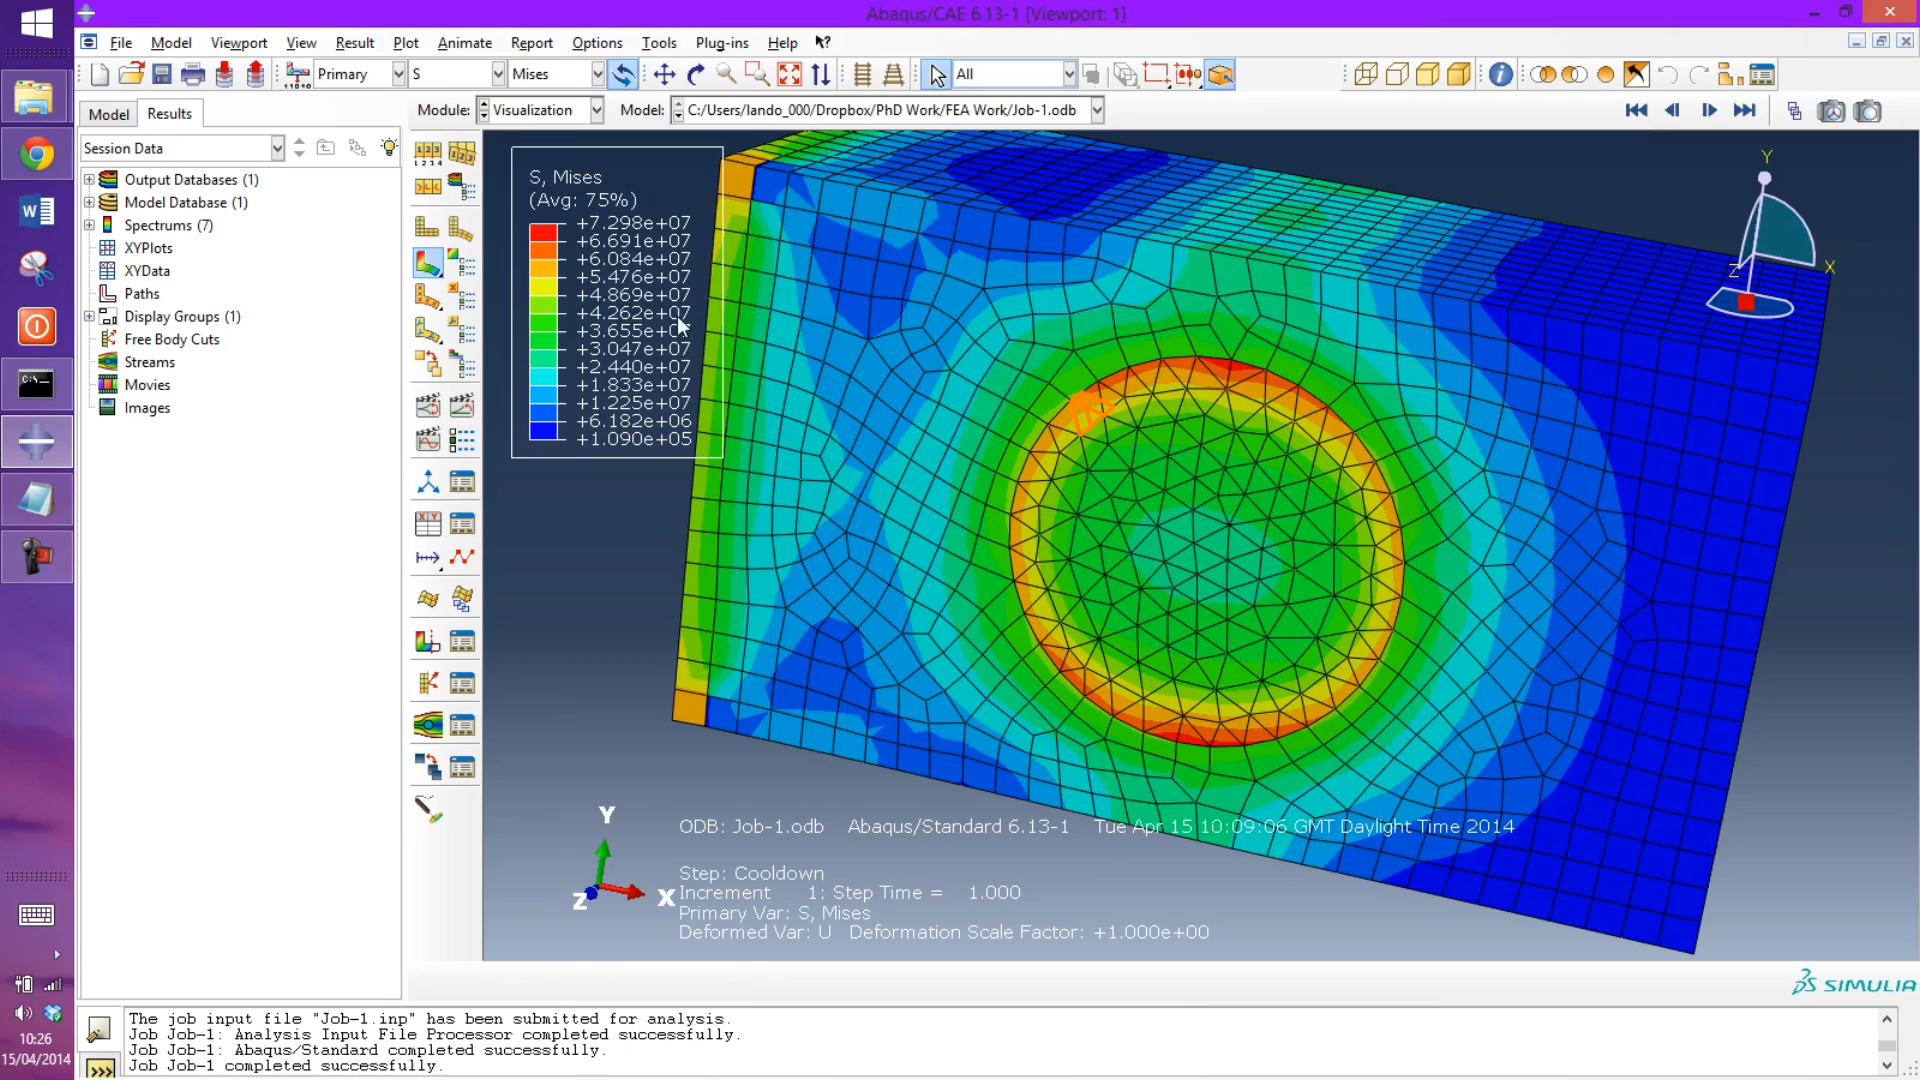 Abaqus/CAE 6.13-1 [Viewport: 1]
File Model Viewport View Result Plot Animate Report Options Tools Plug-ins Help
Primary S Mises All
Model Results Module: Visualization Model: C:/Users/lando_000/Dropbox/PhD Work/FEA Work/Job-1.odb
Session Data
Output Databases (1)
Model Database (1)
Spectrums (7)
XYPlots
XYData
Paths
Display Groups (1)
Free Body Cuts
Streams
Movies
Images
S, Mises
(Avg: 75%)
+7.298e+07
+6.691e+07
+6.084e+07
+5.476e+07
+4.869e+07
+4.262e+07
+3.655e+07
+3.047e+07
+2.440e+07
+1.833e+07
+1.225e+07
+6.182e+06
+1.090e+05
Y
X
Z
Y
X
Z
ODB: Job-1.odb Abaqus/Standard 6.13-1 Tue Apr 15 10:09:06 GMT Daylight Time 2014
Step: Cooldown
Increment 1: Step Time = 1.000
Primary Var: S, Mises
Deformed Var: U Deformation Scale Factor: +1.000e+00
SIMULIA
The job input file "Job-1.inp" has been submitted for analysis.
Job Job-1: Analysis Input File Processor completed successfully.
Job Job-1: Abaqus/Standard completed successfully.
Job Job-1 completed successfully.
>>>
10:26
15/04/2014